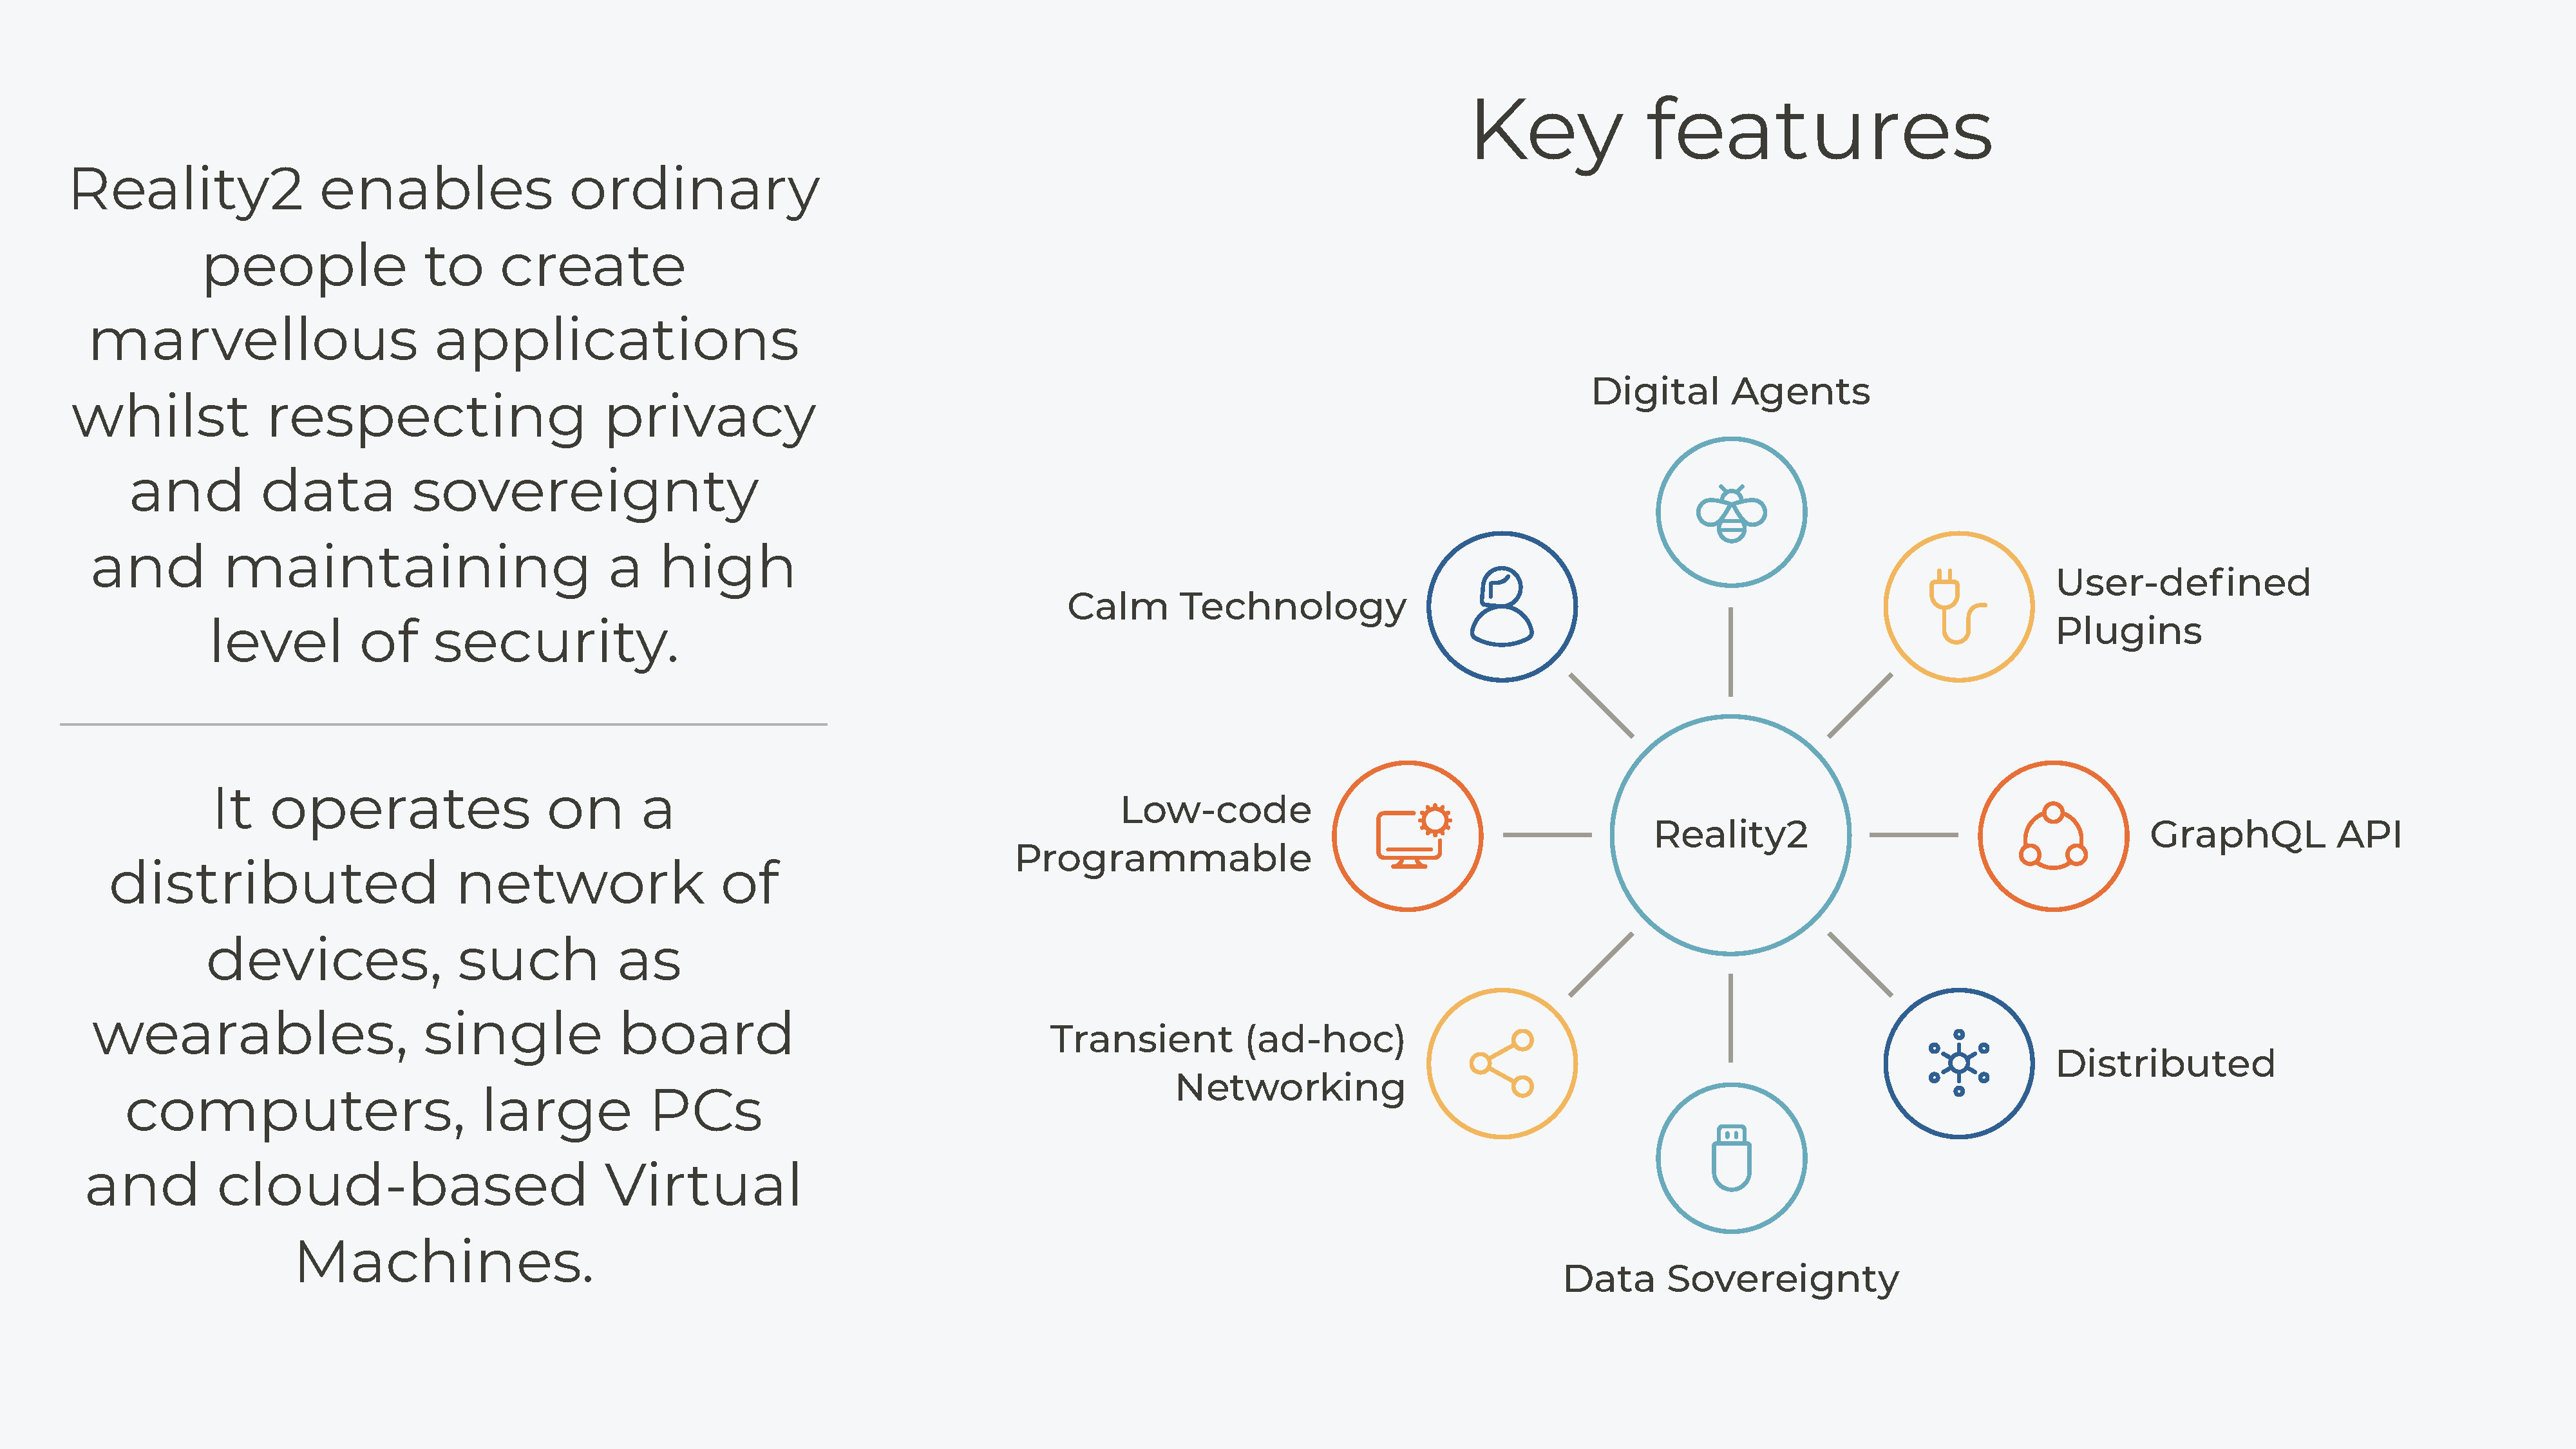 Reality2 enables ordinary
people to create
marvellous applications
whilst respecting privacy
and data sovereignty
and maintaining a high
level of security.
It operates on a
distributed network of
devices, such as
wearables, single board
computers, large PCs
and cloud-based Virtual
Machines.
Key features
Digital Agents
User-defined
Plugins
Calm Technology
Low-code
Programmable
Reality2
GraphQL API
Transient (ad-hoc)
Networking
Distributed
Data Sovereignty